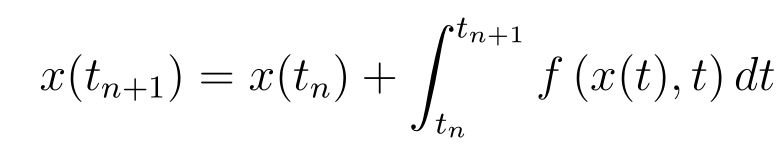 x(t_{n+1}) = x(t_n) + \int_{t_n}^{t_{n+1}} f (x(t), t) dt